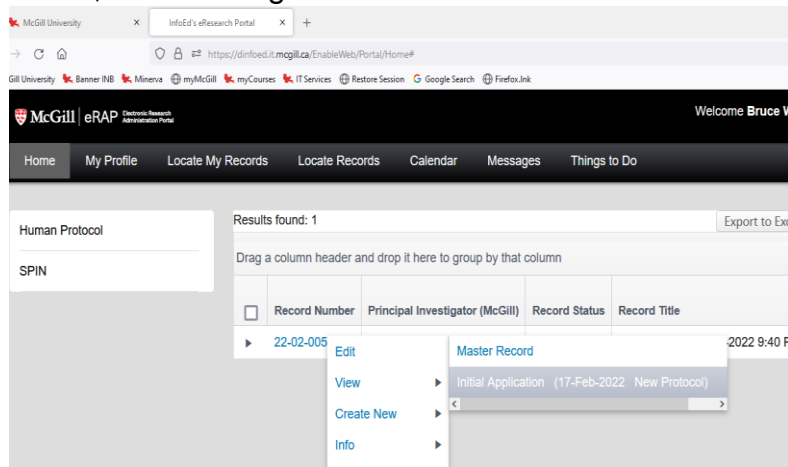 McGill University × InfoEd's eResearch Portal × +
https://dinfoed.it.mcgill.ca/EnableWeb/Portal/Home#
Gill University Banner INB Minerva myMcGill myCourses IT Services Restore Session Google Search Firefox.lnk
McGill eRAP Electronic Research Administration Portal Welcome Bruce W
Home My Profile Locate My Records Locate Records Calendar Messages Things to Do
Human Protocol
SPIN
Results found: 1 Export to Exc
Drag a column header and drop it here to group by that column
Record Number Principal Investigator (McGill) Record Status Record Title
22-02-005 -2022 9:40 P
Edit Master Record
View Initial Application (17-Feb-2022 New Protocol)
Create New
Info